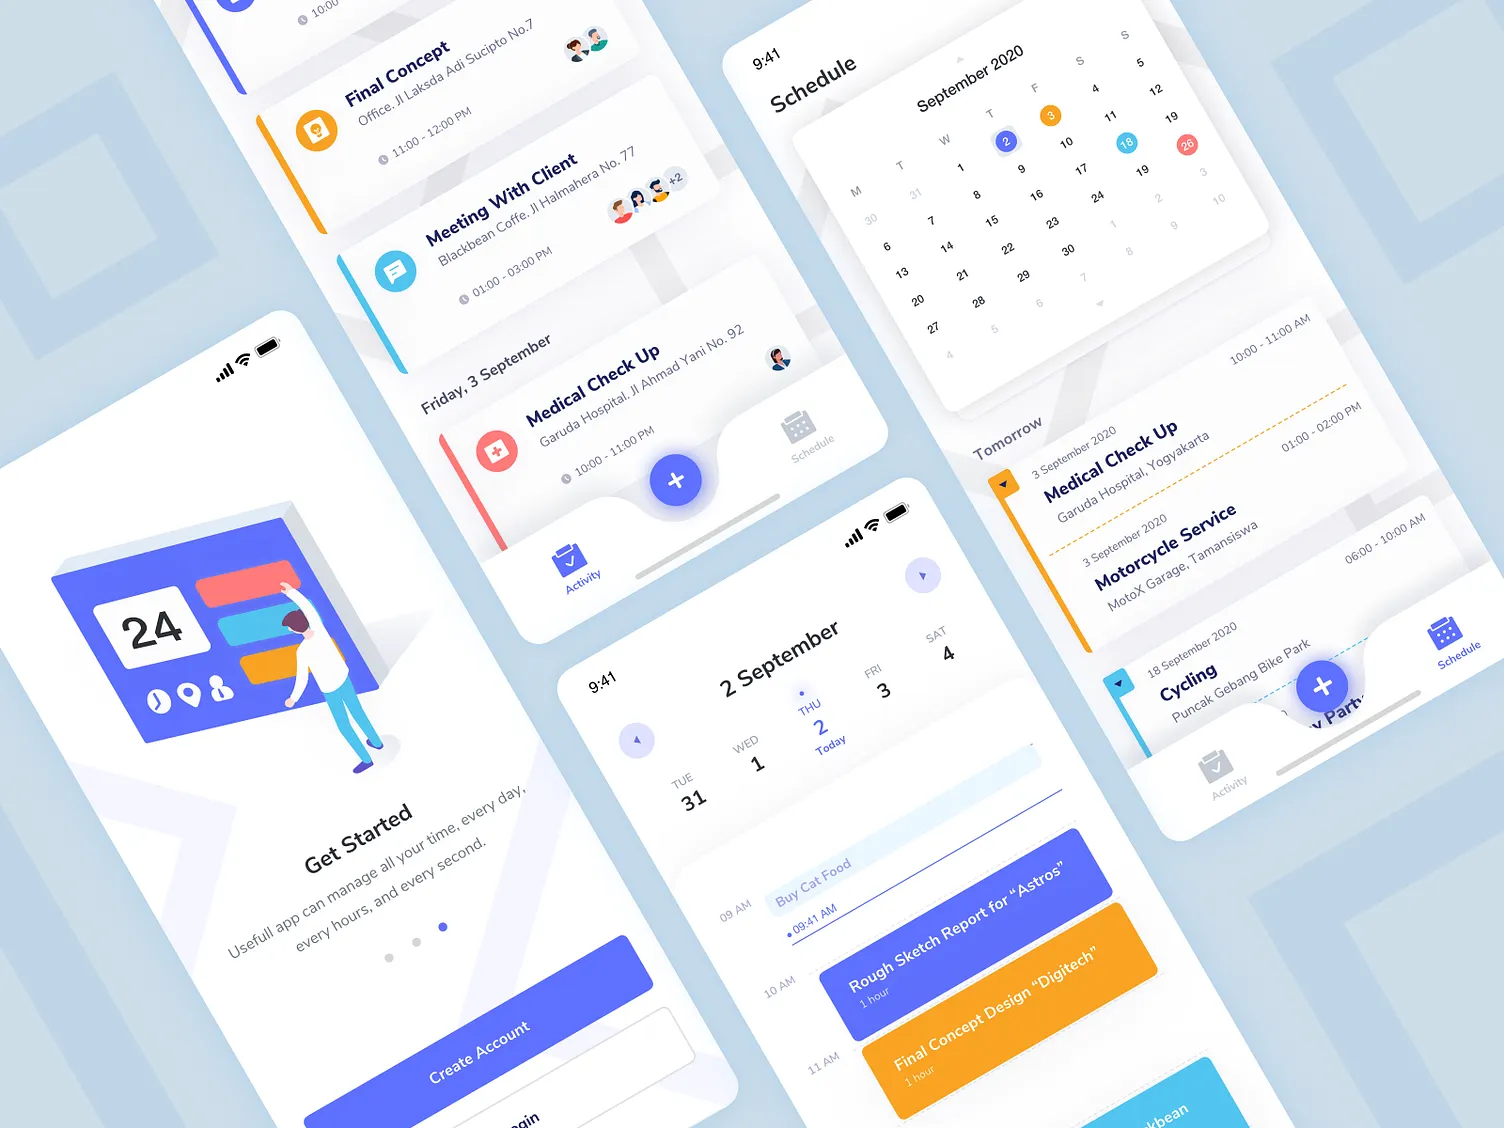 10:00
Final Concept
Office. Jl Laksda Adi Sucipto No.7
11:00 - 12:00 PM
Meeting With Client
Blackbean Coffe. Jl Halmahera No. 77
+2
01:00 - 03:00 PM
Friday, 3 September
Medical Check Up
Garuda Hospital. Jl Ahmad Yani No. 92
10:00 - 11:00 PM
Activity
Schedule
9:41
Schedule
September 2020
M T W T F S S
30 31 1 2 3 4 5
6 7 8 9 10 11 12
13 14 15 16 17 18 19
20 21 22 23 24 19 26
27 28 29 30 1 2 3
4 5 6 7 8 9 10
Tomorrow
3 September 2020
10:00 - 11:00 AM
Medical Check Up
Garuda Hospital, Yogyakarta
3 September 2020
01:00 - 02:00 PM
Motorcycle Service
MotoX Garage, Tamansiswa
18 September 2020
06:00 - 10:00 AM
Cycling
Puncak Gebang Bike Park
y Party
Activity
Schedule
24
Get Started
Usefull app can manage all your time, every day,
every hours, and every second.
Create Account
ogin
9:41
2 September
TUE WED THU FRI SAT
31 1 2 3 4
Today
09 AM
Buy Cat Food
09:41 AM
10 AM
Rough Sketch Report for “Astros”
1 hour
11 AM
Final Concept Design “Digitech”
1 hour
kbean